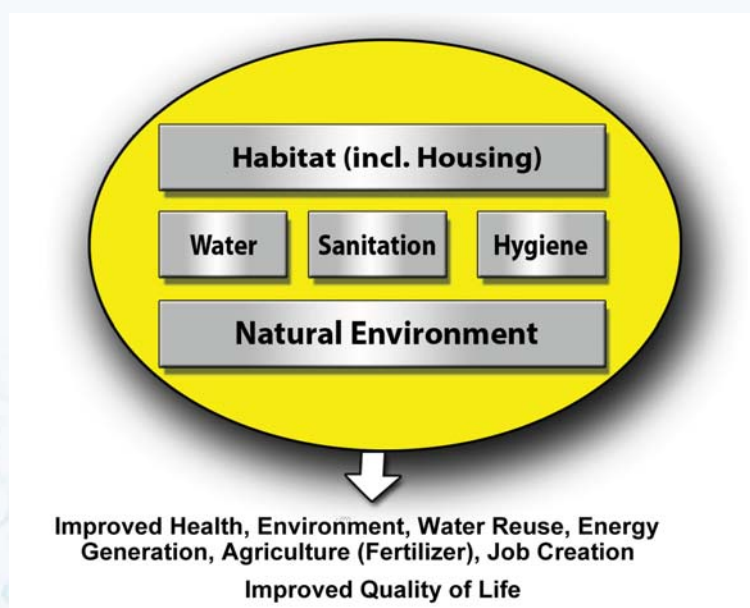 Habitat (incl. Housing)
Water
Sanitation
Hygiene
Natural Environment
Improved Health, Environment, Water Reuse, Energy
Generation, Agriculture (Fertilizer), Job Creation
Improved Quality of Life